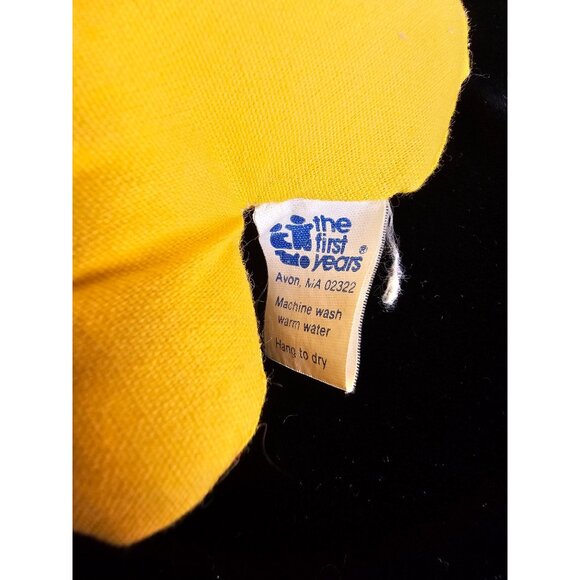 the
first
years®
Avon, MA 02322
Machine wash
warm water
Hang to dry